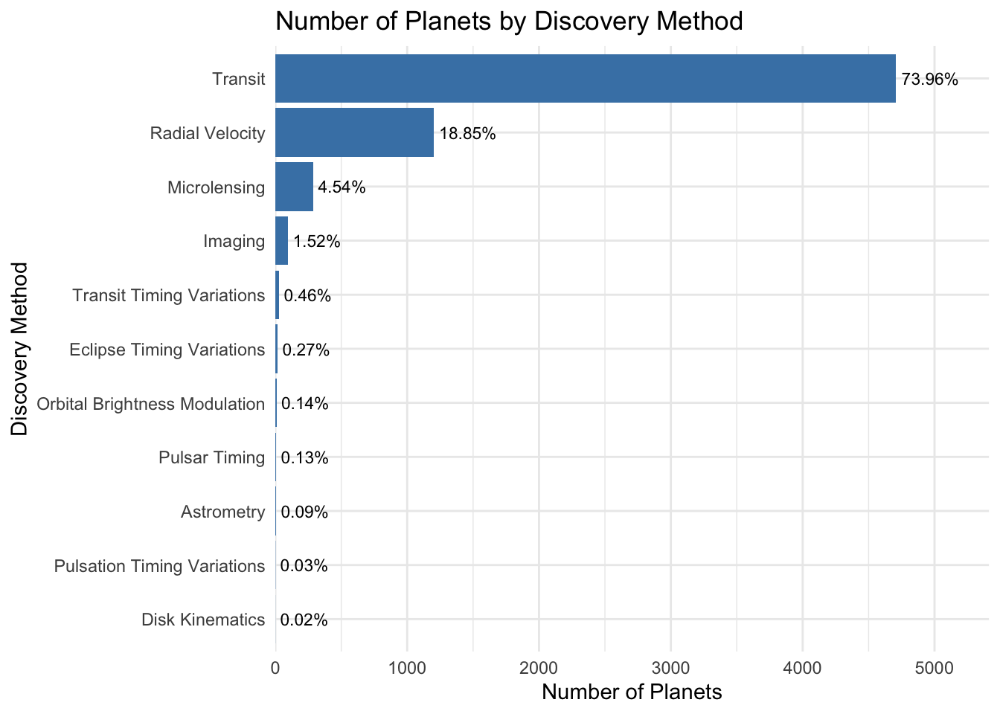 Number of Planets by Discovery Method
Discovery Method
Transit 73.96%
Radial Velocity 18.85%
Microlensing 4.54%
Imaging 1.52%
Transit Timing Variations 0.46%
Eclipse Timing Variations 0.27%
Orbital Brightness Modulation 0.14%
Pulsar Timing 0.13%
Astrometry 0.09%
Pulsation Timing Variations 0.03%
Disk Kinematics 0.02%
0 1000 2000 3000 4000 5000
Number of Planets